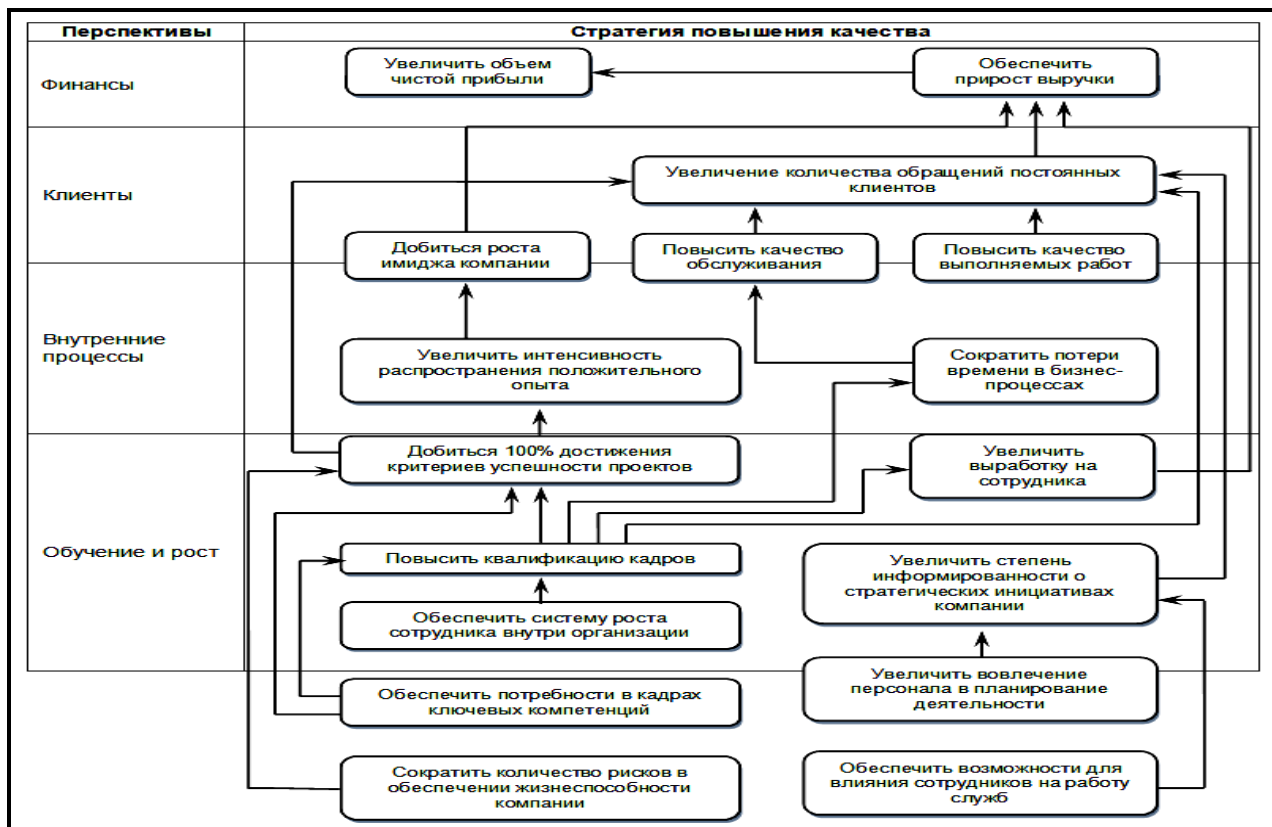 Перспективы
Стратегия повышения качества
Финансы
Увеличить объем
чистой прибыли
Обеспечить
прирост выручки
Клиенты
Увеличение количества обращений постоянных
клиентов
Добиться роста
имиджа компании
Повысить качество
обслуживания
Повысить качество
выполняемых работ
Внутренние
процессы
Увеличить интенсивность
распространения положительного
опыта
Сократить потери
времени в бизнес-
процессах
Обучение и рост
Добиться 100% достижения
критериев успешности проектов
Увеличить
выработку на
сотрудника
Повысить квалификацию кадров
Увеличить степень
информированности о
стратегических инициативах
компании
Обеспечить систему роста
сотрудника внутри организации
Обеспечить потребности в кадрах
ключевых компетенций
Увеличить вовлечение
персонала в планирование
деятельности
Сократить количество рисков в
обеспечении жизнеспособности
компании
Обеспечить возможности для
влияния сотрудников на работу
служб